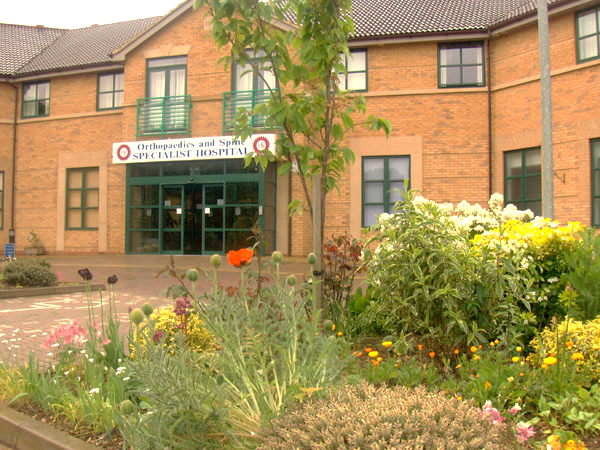 Orthopaedics and Spine
SPECIALIST HOSPITAL